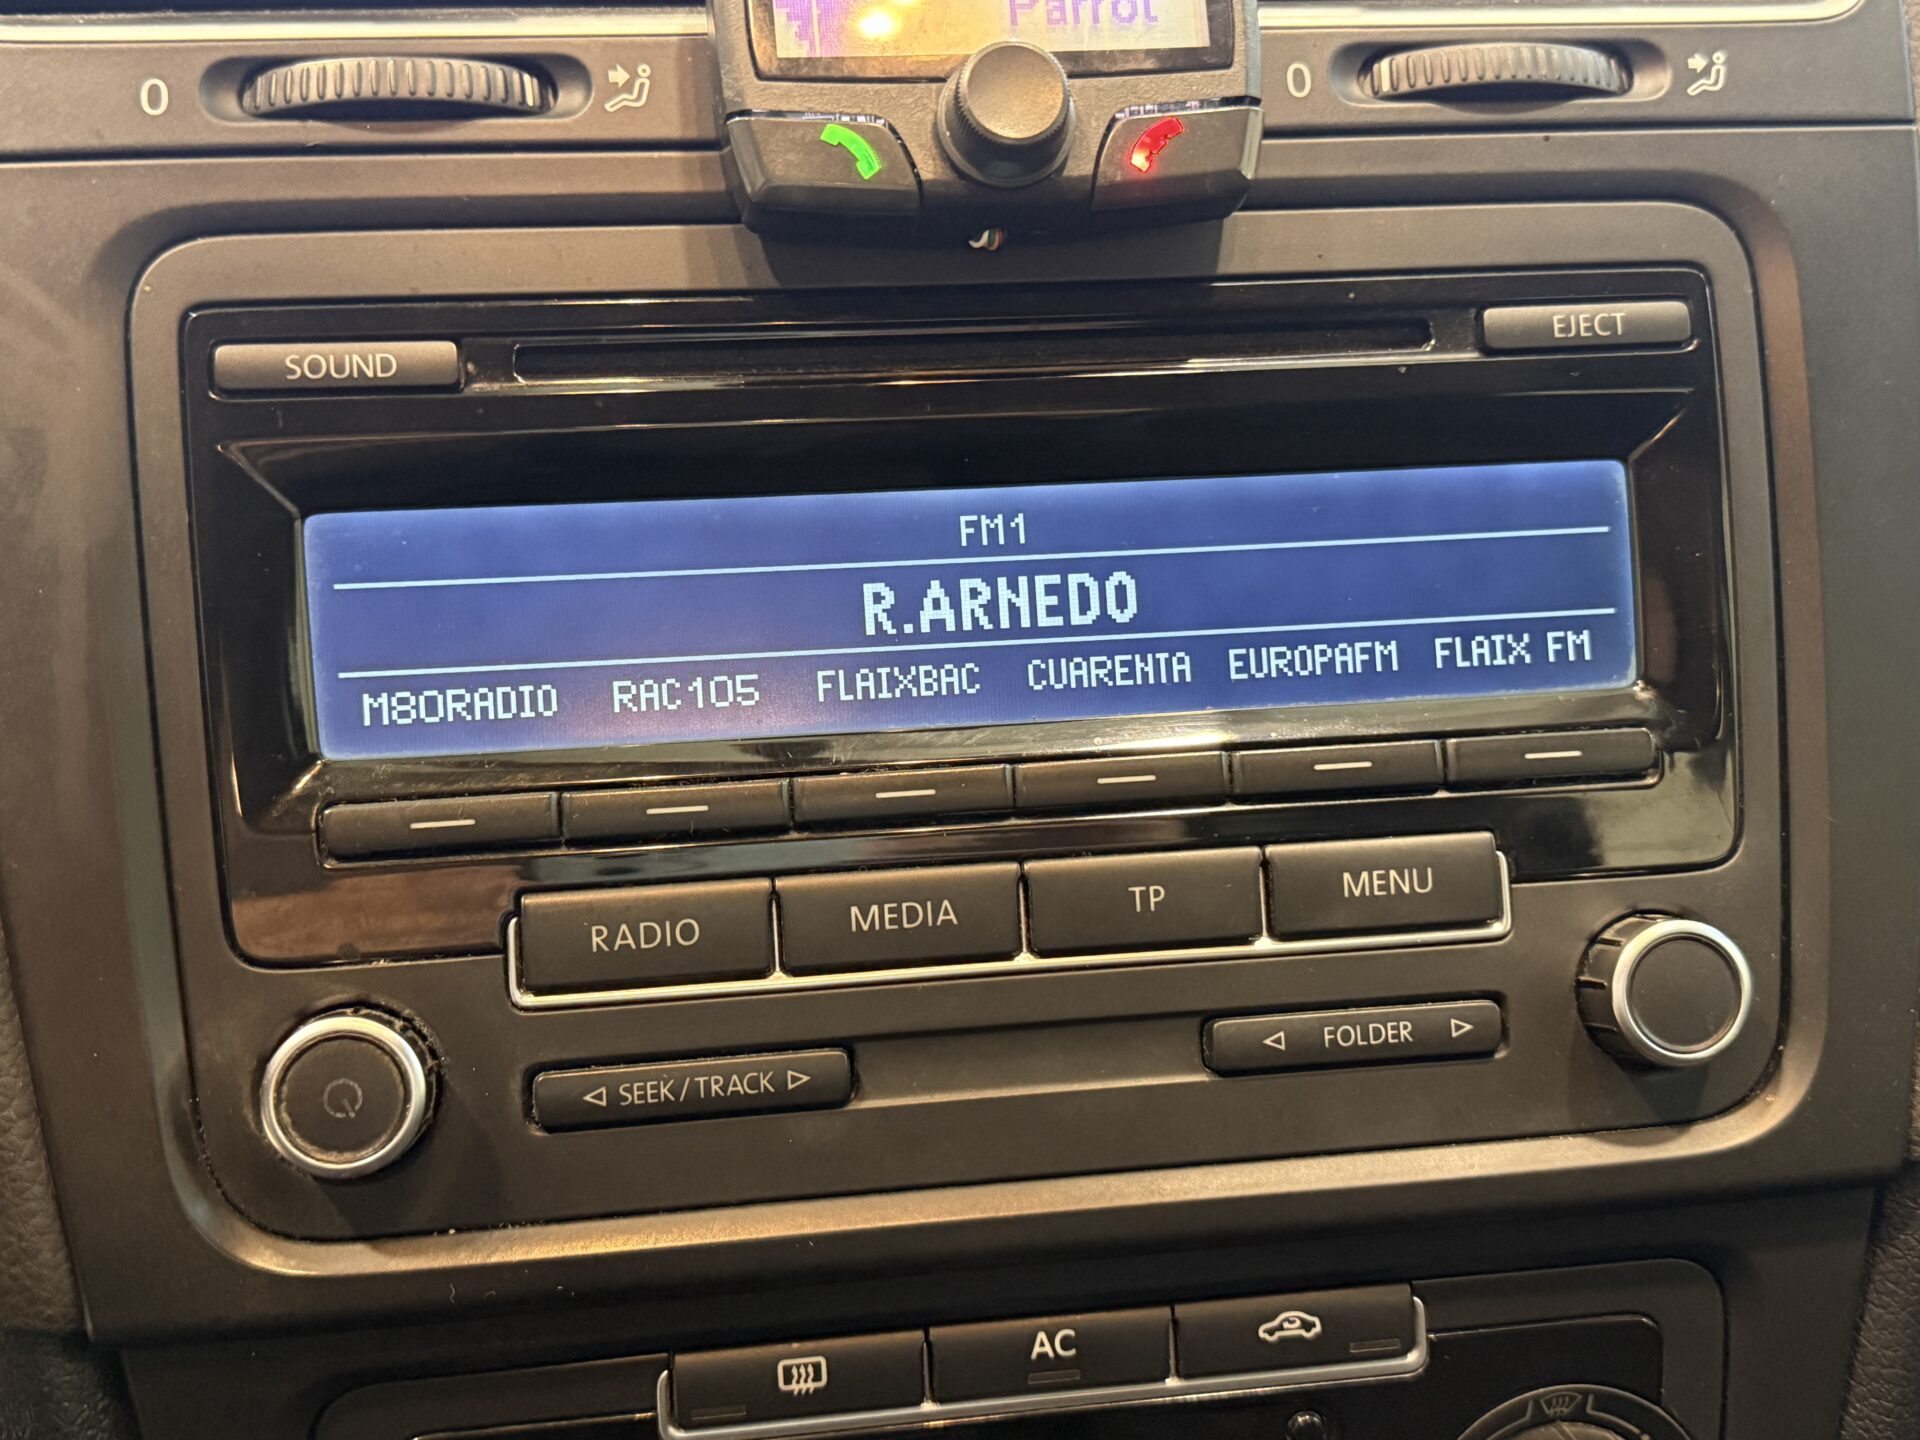 Parrot
0 0
SOUND
EJECT
FM1
R.ARNEDO
M80RADIO RAC105 FLAIXBAC CUARENTA EUROPAFM FLAIX FM
RADIO MEDIA TP MENU
SEEK/TRACK
FOLDER
AC